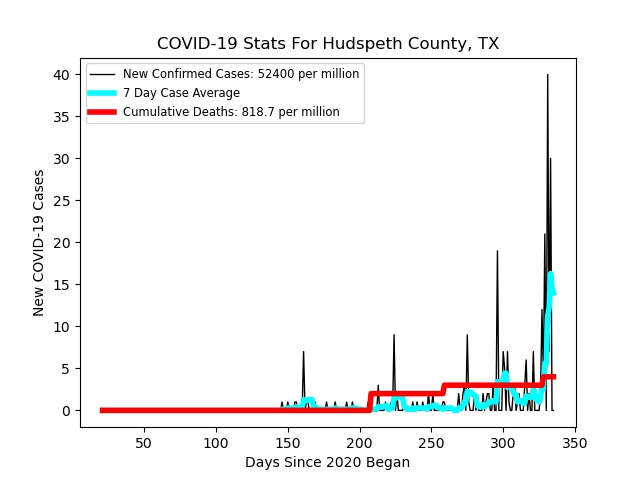 COVID-19 Stats For Hudspeth County, TX
New Confirmed Cases: 52400 per million
7 Day Case Average
Cumulative Deaths: 818.7 per million
New COVID-19 Cases
40
35
30
25
20
15
10
5
0
50
100
150
200
250
300
350
Days Since 2020 Began